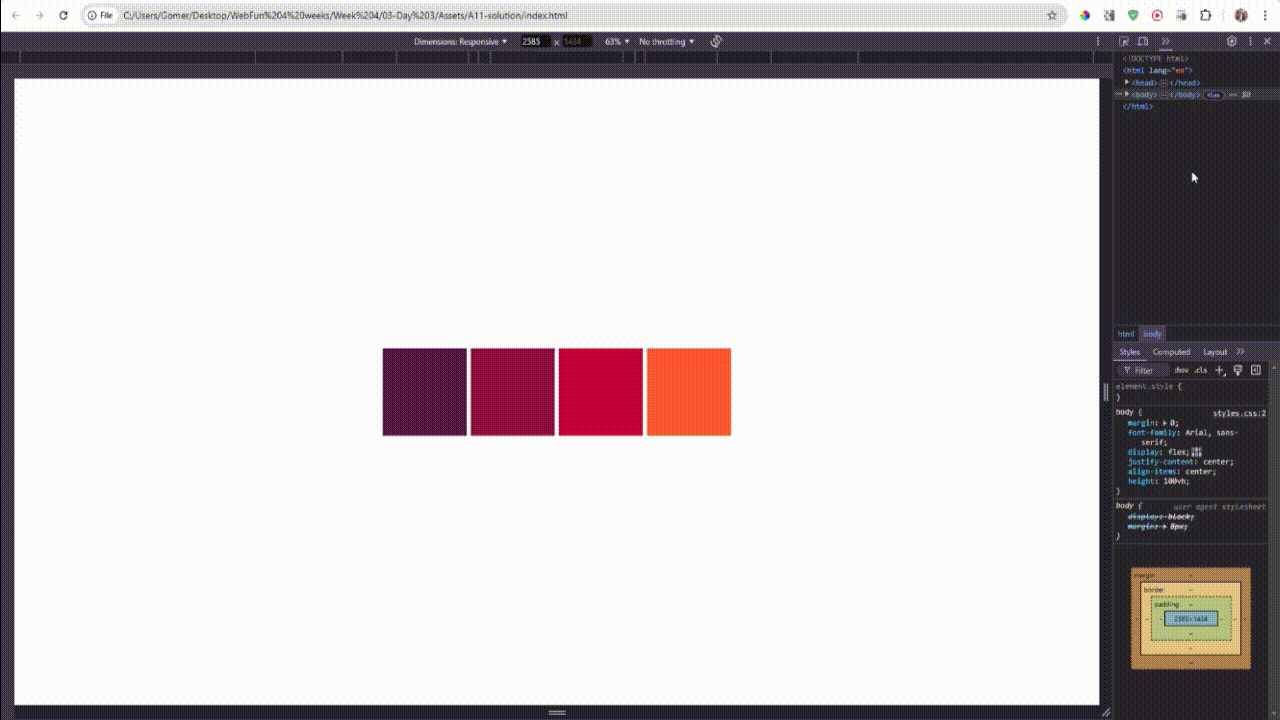 File C:/Users/Gomer/Desktop/WebFun%204%20weeks/Week%204/03-Day%203/Assets/A11-solution/index.html
Dimensions: Responsive 2585 × 1434 63% No throttling
<!DOCTYPE html>
<html lang="en">
<head> </head>
<body> </body> flex == $0
</html>
html body
Styles Computed Layout
Filter :hov .cls
element.style {
}
body { styles.css:2
margin: 0;
font-family: Arial, sans-
serif;
display: flex;
justify-content: center;
align-items: center;
height: 100vh;
}
body { user agent stylesheet
display: block;
margin: 8px;
}
margin -
border -
padding -
2585×1434